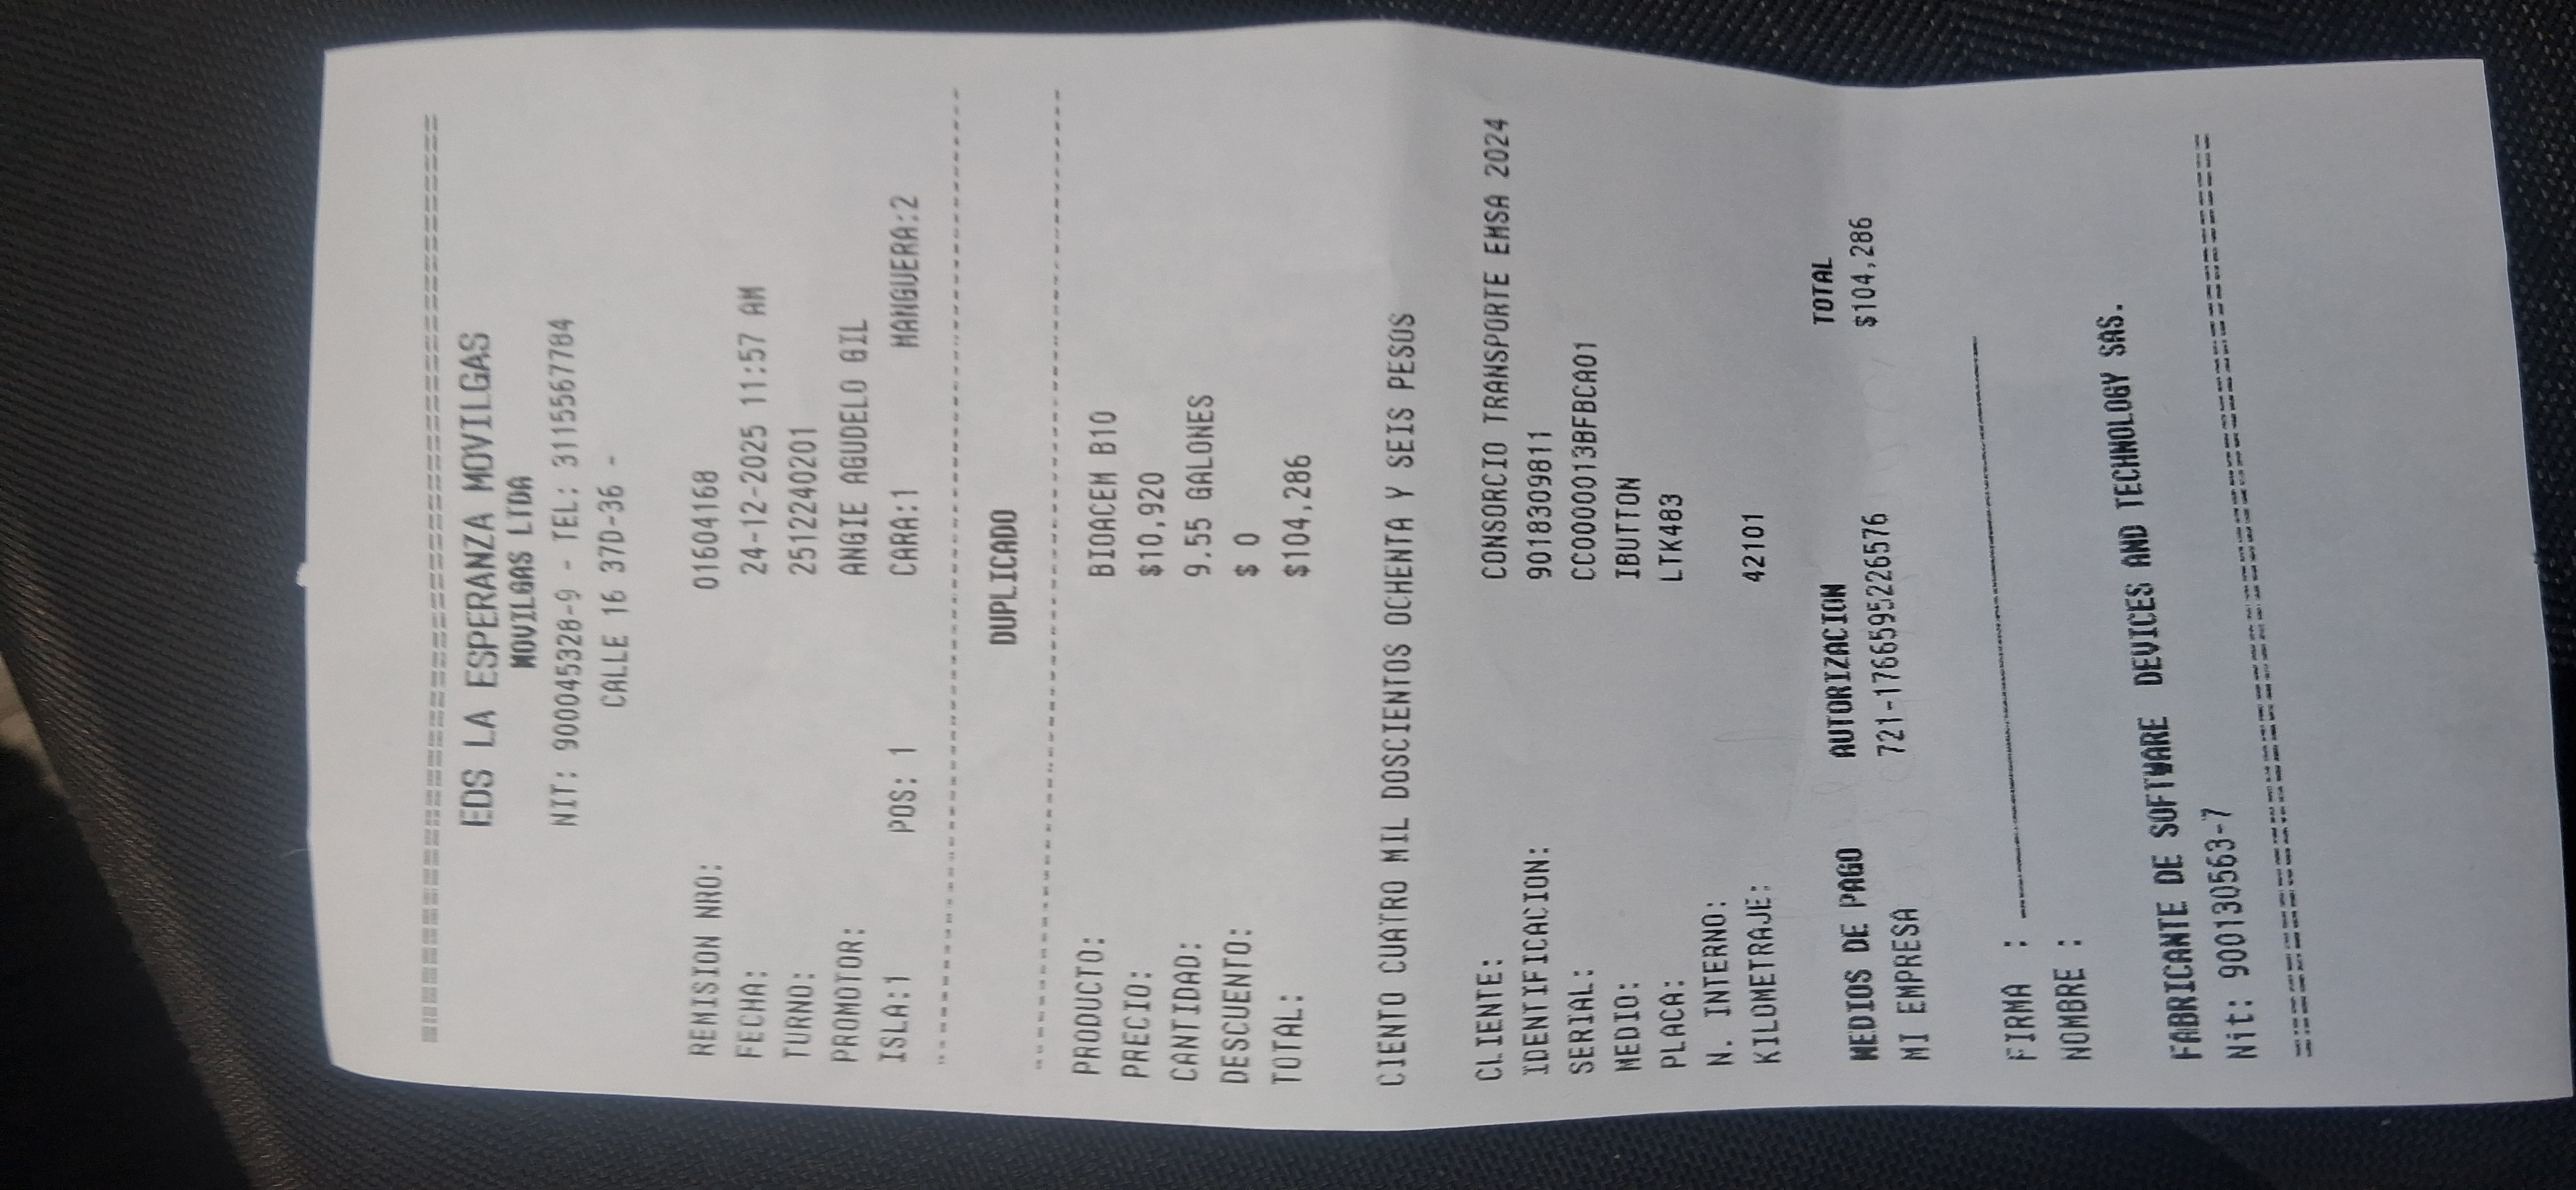 ================================================
EDS LA ESPERANZA MOVILGAS
MOVILGAS LTDA
NIT: 900045328-9 - TEL: 3115567784
CALLE 16 37D-36 -
REMISION NRO: 01604168
FECHA: 24-12-2025 11:57 AM
TURNO: 2512240201
PROMOTOR: ANGIE AGUDELO GIL
ISLA:1 POS: 1 CARA:1 MANGUERA:2
------------------------------------------------
DUPLICADO
------------------------------------------------
PRODUCTO: BIOACEM B10
PRECIO: $10,920
CANTIDAD: 9.55 GALONES
DESCUENTO: $ 0
TOTAL: $104,286
CIENTO CUATRO MIL DOSCIENTOS OCHENTA Y SEIS PESOS
CLIENTE: CONSORCIO TRANSPORTE EMSA 2024
IDENTIFICACION: 9018309811
SERIAL: CC0000013BFBCA01
MEDIO: IBUTTON
PLACA: LTK483
N. INTERNO:
KILOMETRAJE: 42101
MEDIOS DE PAGO AUTORIZACION TOTAL
MI EMPRESA 721-1766595226576 $104,286
FIRMA : ______________________________
NOMBRE :
FABRICANTE DE SOFTWARE DEVICES AND TECHNOLOGY SAS.
Nit: 900130563-7
================================================